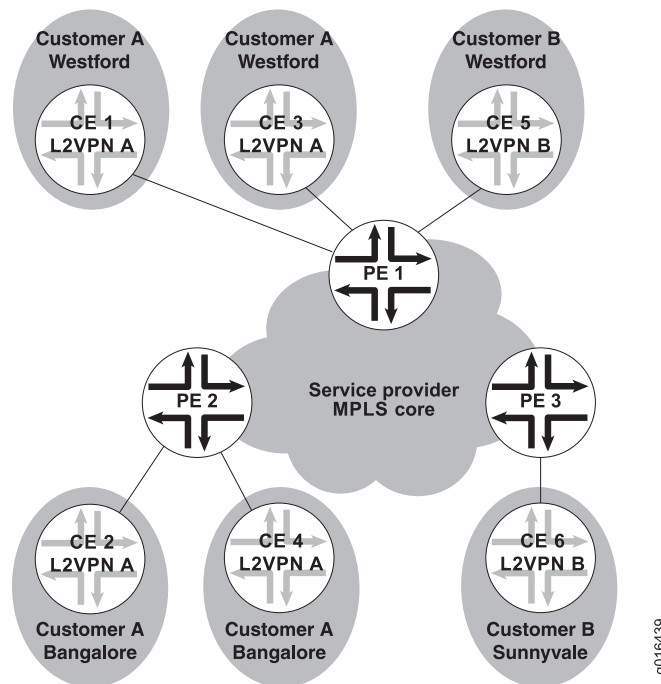 Customer A
Westford
Customer A
Westford
Customer B
Westford
CE 1
L2VPN A
CE 3
L2VPN A
CE 5
L2VPN B
PE 1
Service provider
MPLS core
PE 2
PE 3
CE 2
L2VPN A
CE 4
L2VPN A
CE 6
L2VPN B
Customer A
Bangalore
Customer A
Bangalore
Customer B
Sunnyvale
g016439